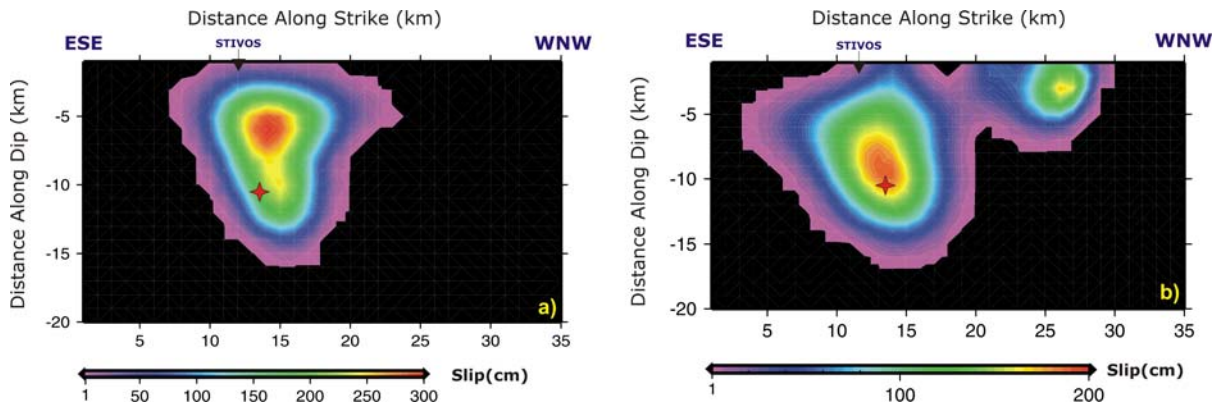 Distance Along Strike (km)
ESE
STIVOS
WNW
Distance Along Dip (km)
-5
-10
-15
-20
a)
5 10 15 20 25 30 35
1 50 100 150 200 250 300
Slip(cm)
Distance Along Strike (km)
ESE
STIVOS
WNW
Distance Along Dip (km)
-5
-10
-15
-20
b)
5 10 15 20 25 30 35
1 100 200
Slip(cm)